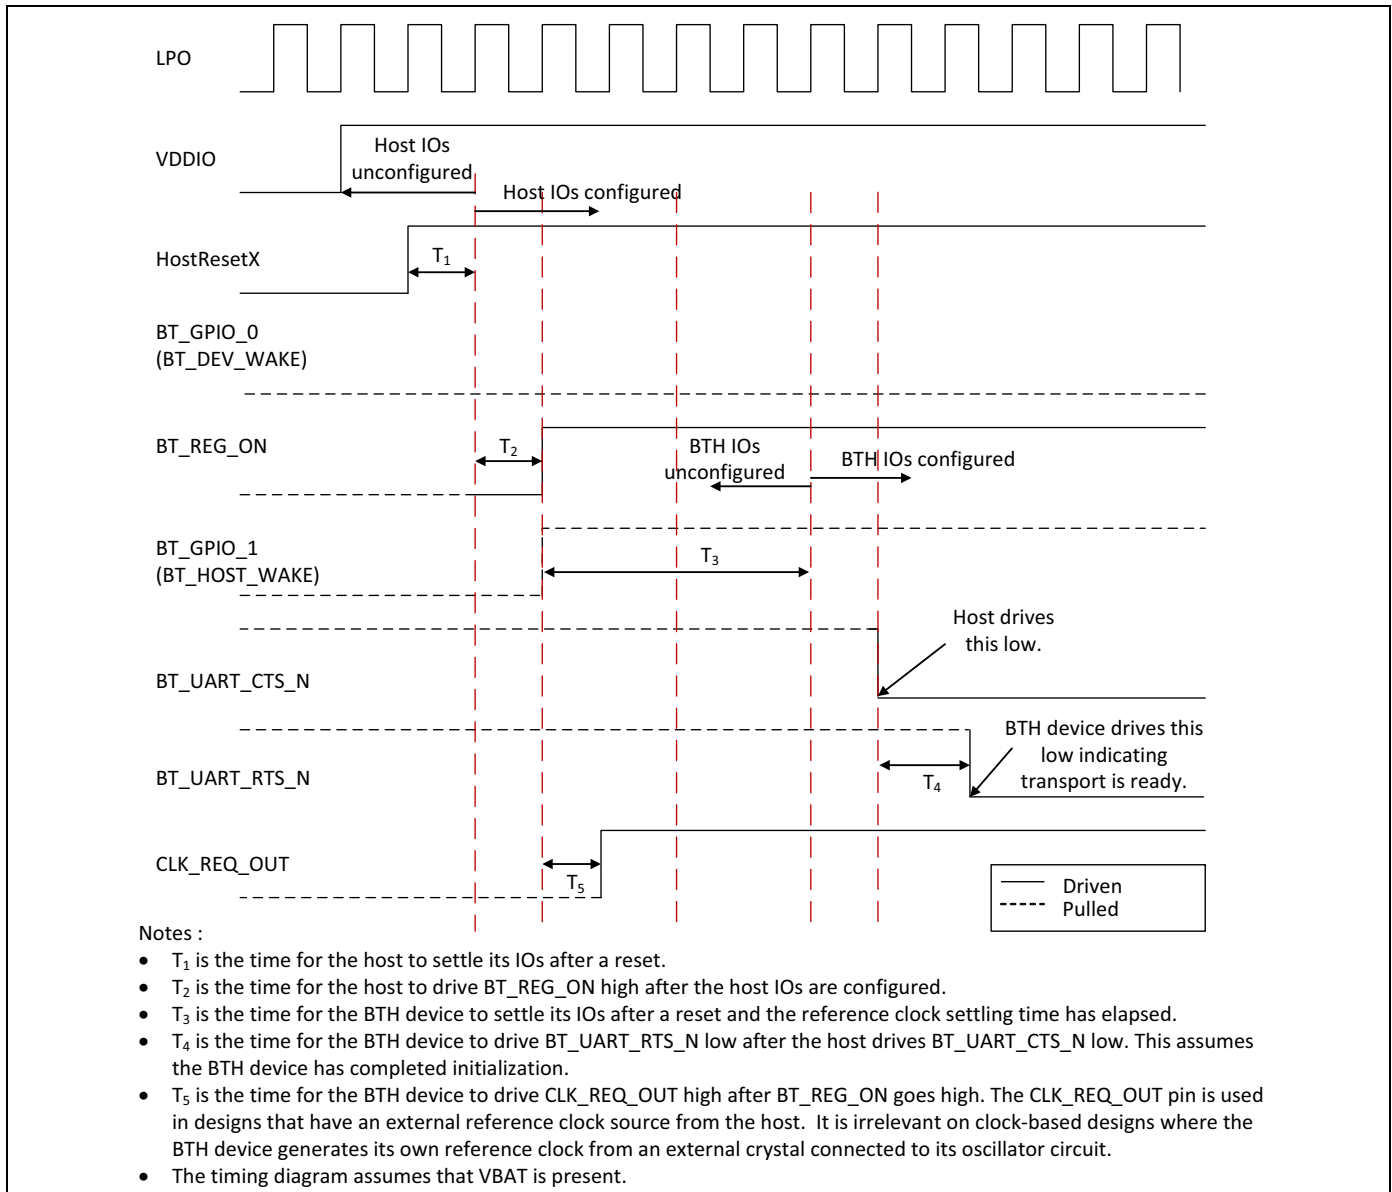 LPO
VDDIO
Host IOs
unconfigured
Host IOs configured
HostResetX
T₁
BT_GPIO_0
(BT_DEV_WAKE)
BT_REG_ON
T₂
BTH IOs
unconfigured
BTH IOs configured
BT_GPIO_1
(BT_HOST_WAKE)
T₃
Host drives
this low.
BT_UART_CTS_N
BTH device drives this
low indicating
transport is ready.
BT_UART_RTS_N
T₄
CLK_REQ_OUT
T₅
Driven
Pulled
Notes :
• T₁ is the time for the host to settle its IOs after a reset.
• T₂ is the time for the host to drive BT_REG_ON high after the host IOs are configured.
• T₃ is the time for the BTH device to settle its IOs after a reset and the reference clock settling time has elapsed.
• T₄ is the time for the BTH device to drive BT_UART_RTS_N low after the host drives BT_UART_CTS_N low. This assumes
the BTH device has completed initialization.
• T₅ is the time for the BTH device to drive CLK_REQ_OUT high after BT_REG_ON goes high. The CLK_REQ_OUT pin is used
in designs that have an external reference clock source from the host. It is irrelevant on clock-based designs where the
BTH device generates its own reference clock from an external crystal connected to its oscillator circuit.
• The timing diagram assumes that VBAT is present.